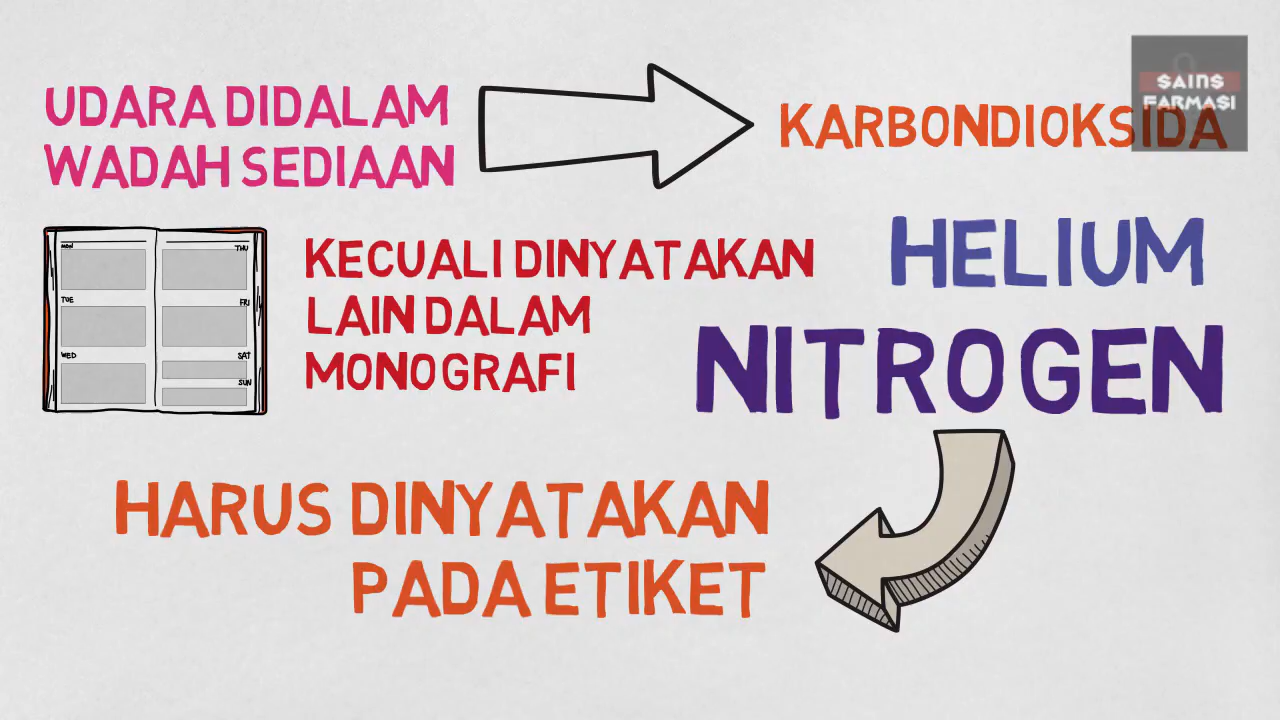 UDARA DIDALAM
WADAH SEDIAAN
KARBONDIOKSIDA
SAINS
FARMASI
HELIUM
NITROGEN
MON
TUE
WED
THU
FRI
SAT
SUN
KECUALI DINYATAKAN
LAIN DALAM
MONOGRAFI
HARUS DINYATAKAN
PADA ETIKET